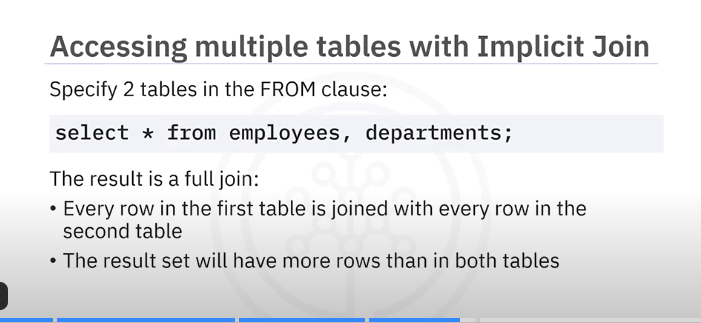 Accessing multiple tables with Implicit Join
Specify 2 tables in the FROM clause:
select * from employees, departments;
The result is a full join:
• Every row in the first table is joined with every row in the
second table
• The result set will have more rows than in both tables